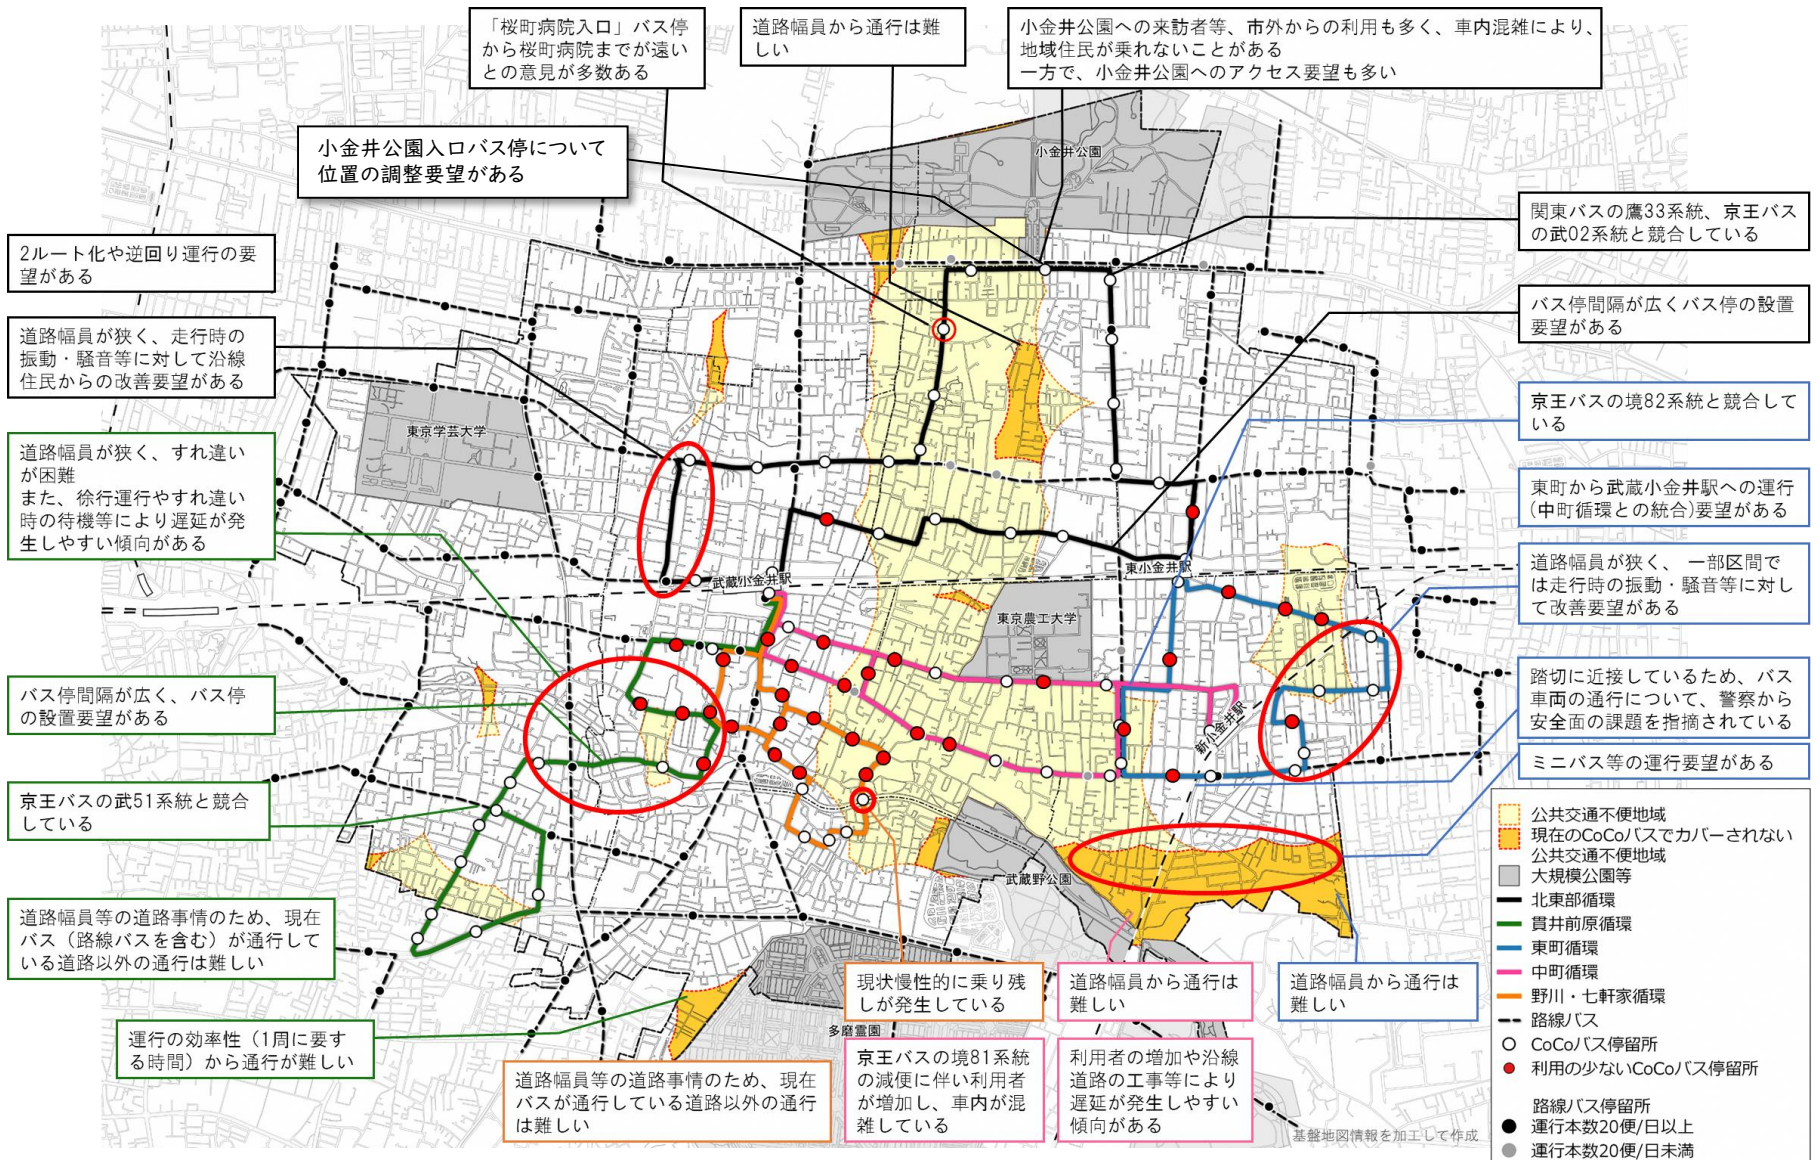 「桜町病院入口」バス停
から桜町病院までが遠い
との意見が多数ある
道路幅員から通行は難
しい
小金井公園への来訪者等、市外からの利用も多く、車内混雑により、
地域住民が乗れないことがある
一方で、小金井公園へのアクセス要望も多い
小金井公園入口バス停について
位置の調整要望がある
小金井公園
関東バスの鷹33系統、京王バス
の武02系統と競合している
2ルート化や逆回り運行の要
望がある
バス停間隔が広くバス停の設置
要望がある
道路幅員が狭く、走行時の
振動・騒音等に対して沿線
住民からの改善要望がある
京王バスの境82系統と競合して
いる
東京学芸大学
道路幅員が狭く、すれ違い
が困難
また、徐行運行やすれ違い
時の待機等により遅延が発
生しやすい傾向がある
東町から武蔵小金井駅への運行
(中町循環との統合)要望がある
武蔵小金井駅
東小金井駅
道路幅員が狭く、一部区間で
は走行時の振動・騒音等に対し
て改善要望がある
東京農工大学
バス停間隔が広く、バス停
の設置要望がある
踏切に近接しているため、バス
車両の通行について、警察から
安全面の課題を指摘されている
新小金井駅
ミニバス等の運行要望がある
京王バスの武51系統と競合
している
武蔵野公園
道路幅員等の道路事情のため、現在
バス（路線バスを含む）が通行して
いる道路以外の通行は難しい
現状慢性的に乗り残
しが発生している
道路幅員から通行は
難しい
道路幅員から通行は
難しい
多磨霊園
運行の効率性（1周に要す
る時間）から通行が難しい
道路幅員等の道路事情のため、現在
バスが通行している道路以外の通行
は難しい
京王バスの境81系統
の減便に伴い利用者
が増加し、車内が混
雑している
利用者の増加や沿線
道路の工事等により
遅延が発生しやすい
傾向がある
公共交通不便地域
現在のCoCoバスでカバーされない
公共交通不便地域
大規模公園等
北東部循環
貫井前原循環
東町循環
中町循環
野川・七軒家循環
路線バス
CoCoバス停留所
利用の少ないCoCoバス停留所
路線バス停留所
運行本数20便/日以上
運行本数20便/日未満
基盤地図情報を加工して作成